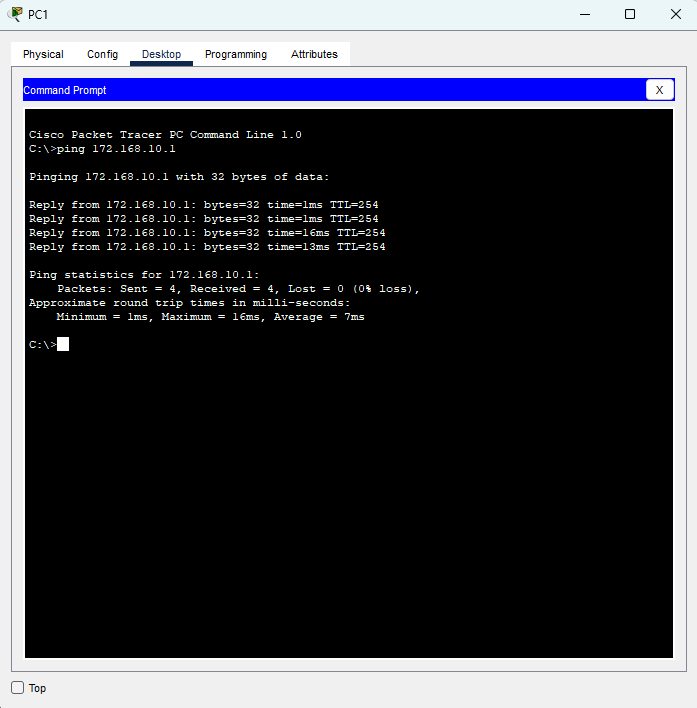 PC1
Physical Config Desktop Programming Attributes
Command Prompt X
Cisco Packet Tracer PC Command Line 1.0
C:\>ping 172.168.10.1
Pinging 172.168.10.1 with 32 bytes of data:
Reply from 172.168.10.1: bytes=32 time=1ms TTL=254
Reply from 172.168.10.1: bytes=32 time=1ms TTL=254
Reply from 172.168.10.1: bytes=32 time=16ms TTL=254
Reply from 172.168.10.1: bytes=32 time=13ms TTL=254
Ping statistics for 172.168.10.1:
Packets: Sent = 4, Received = 4, Lost = 0 (0% loss),
Approximate round trip times in milli-seconds:
Minimum = 1ms, Maximum = 16ms, Average = 7ms
C:\>
Top